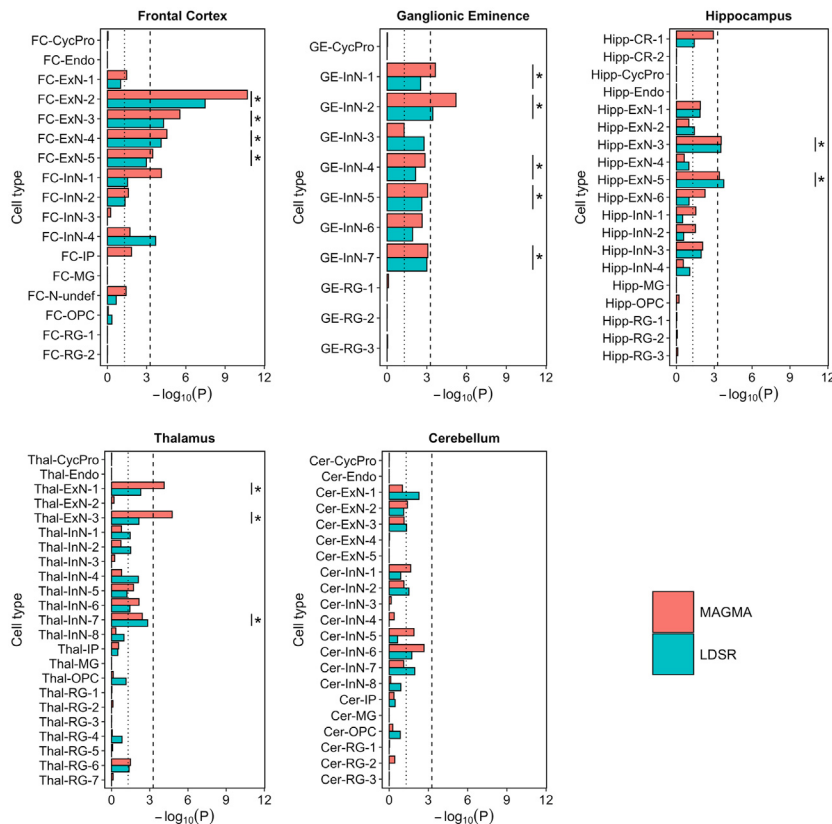 Frontal Cortex
Cell type
FC-CycPro
FC-Endo
FC-ExN-1
FC-ExN-2
FC-ExN-3
FC-ExN-4
FC-ExN-5
FC-InN-1
FC-InN-2
FC-InN-3
FC-InN-4
FC-IP
FC-MG
FC-N-undef
FC-OPC
FC-RG-1
FC-RG-2
*
*
*
*
0 3 6 9 12
−log10(P)
Ganglionic Eminence
Cell type
GE-CycPro
GE-InN-1
GE-InN-2
GE-InN-3
GE-InN-4
GE-InN-5
GE-InN-6
GE-InN-7
GE-RG-1
GE-RG-2
GE-RG-3
*
*
*
*
*
0 3 6 9 12
−log10(P)
Hippocampus
Cell type
Hipp-CR-1
Hipp-CR-2
Hipp-CycPro
Hipp-Endo
Hipp-ExN-1
Hipp-ExN-2
Hipp-ExN-3
Hipp-ExN-4
Hipp-ExN-5
Hipp-ExN-6
Hipp-InN-1
Hipp-InN-2
Hipp-InN-3
Hipp-InN-4
Hipp-MG
Hipp-OPC
Hipp-RG-1
Hipp-RG-2
Hipp-RG-3
*
*
0 3 6 9 12
−log10(P)
Thalamus
Cell type
Thal-CycPro
Thal-Endo
Thal-ExN-1
Thal-ExN-2
Thal-ExN-3
Thal-InN-1
Thal-InN-2
Thal-InN-3
Thal-InN-4
Thal-InN-5
Thal-InN-6
Thal-InN-7
Thal-InN-8
Thal-IP
Thal-MG
Thal-OPC
Thal-RG-1
Thal-RG-2
Thal-RG-3
Thal-RG-4
Thal-RG-5
Thal-RG-6
Thal-RG-7
*
*
*
0 3 6 9 12
−log10(P)
Cerebellum
Cell type
Cer-CycPro
Cer-Endo
Cer-ExN-1
Cer-ExN-2
Cer-ExN-3
Cer-ExN-4
Cer-ExN-5
Cer-InN-1
Cer-InN-2
Cer-InN-3
Cer-InN-4
Cer-InN-5
Cer-InN-6
Cer-InN-7
Cer-InN-8
Cer-IP
Cer-MG
Cer-OPC
Cer-RG-1
Cer-RG-2
Cer-RG-3
0 3 6 9 12
−log10(P)
MAGMA
LDSR